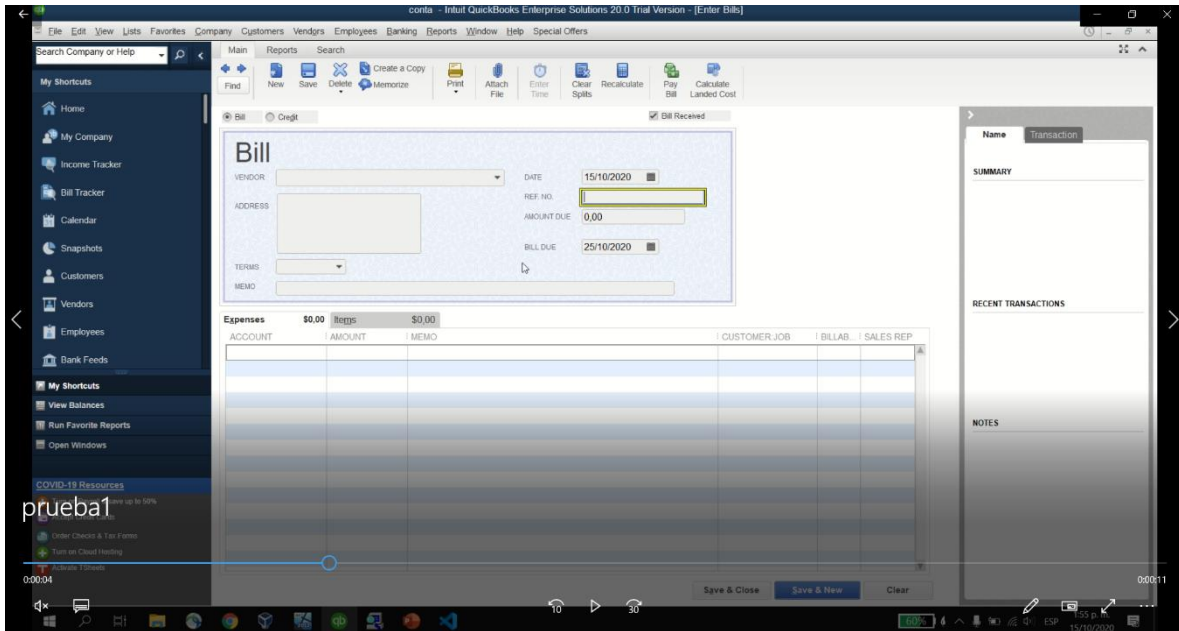 conta - Intuit QuickBooks Enterprise Solutions 20.0 Trial Version - [Enter Bills]
File Edit View Lists Favorites Company Customers Vendors Employees Banking Reports Window Help Special Offers
Search Company or Help
Main Reports Search
Find
New
Save
Delete
Create a Copy
Memorize
Print
Attach File
Enter Time
Clear Splits
Recalculate
Pay Bill
Calculate Landed Cost
My Shortcuts
Home
My Company
Income Tracker
Bill Tracker
Calendar
Snapshots
Customers
Vendors
Employees
Bank Feeds
My Shortcuts
View Balances
Run Favorite Reports
Open Windows
COVID-19 Resources
save up to 50%
Order Checks & Tax Forms
Turn on Cloud Hosting
Activate TSheets
Bill Credit
Bill Received
Bill
VENDOR
DATE 15/10/2020
REF. NO.
ADDRESS
AMOUNT DUE 0,00
BILL DUE 25/10/2020
TERMS
MEMO
Expenses $0,00 Items $0,00
ACCOUNT AMOUNT MEMO CUSTOMER:JOB BILLAB... SALES REP
Save & Close Save & New Clear
Name Transaction
SUMMARY
RECENT TRANSACTIONS
NOTES
prueba1
0:00:04
0:00:11
10 30
60%
ESP
1:55 p. m.
15/10/2020